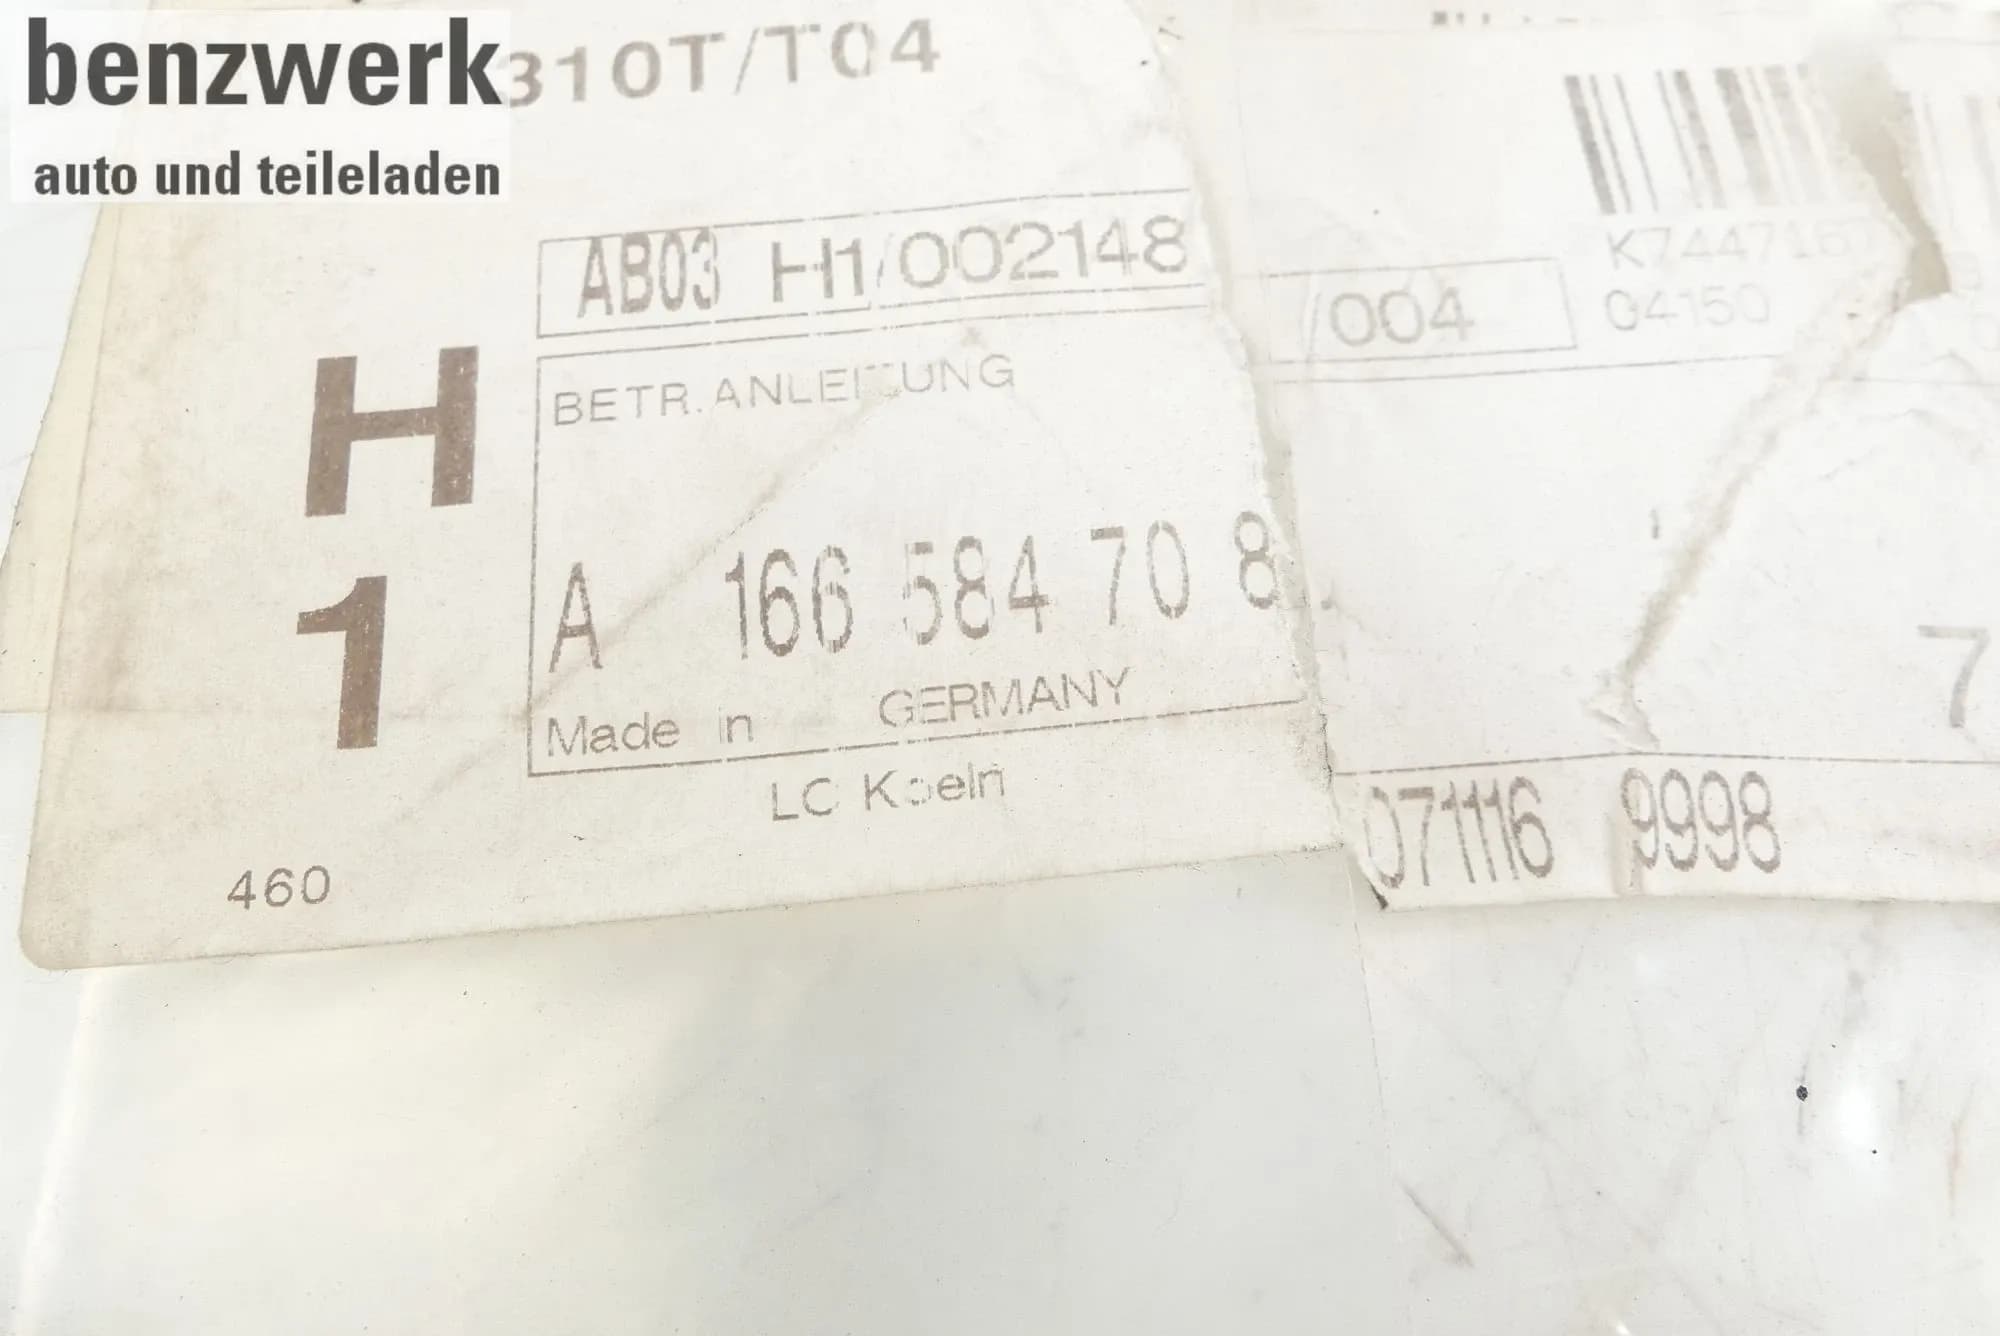 benzwerk
auto und teileladen
310T/T04
AB03 H1/002148
/004
K744716
04150
H
1
BETR.ANLEITUNG
A 166 584 70 8
7
Made in GERMANY
LC Koeln
071116 9998
460